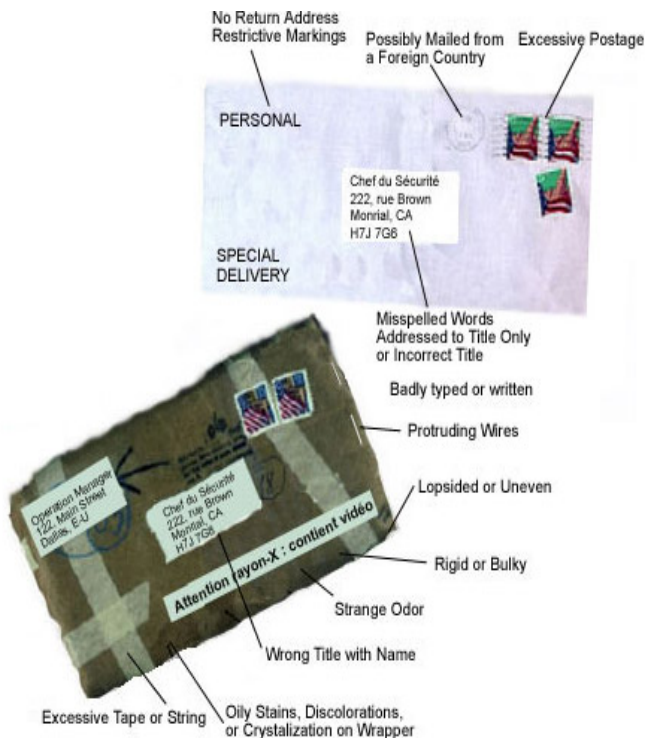 No Return Address
Restrictive Markings
Possibly Mailed from
a Foreign Country
Excessive Postage
PERSONAL
Chef du Sécurité
222, rue Brown
Monrial, CA
H7J 7G6
SPECIAL
DELIVERY
Misspelled Words
Addressed to Title Only
or Incorrect Title
Badly typed or written
Protruding Wires
Lopsided or Uneven
Operation Manager
122, Main Street
Dallas, E-U
Chef du Sécurité
222, rue Brown
Montial, CA
H7J 7G6
Attention rayon-X : contient vidéo
Rigid or Bulky
Strange Odor
Wrong Title with Name
Excessive Tape or String
Oily Stains, Discolorations,
or Crystalization on Wrapper